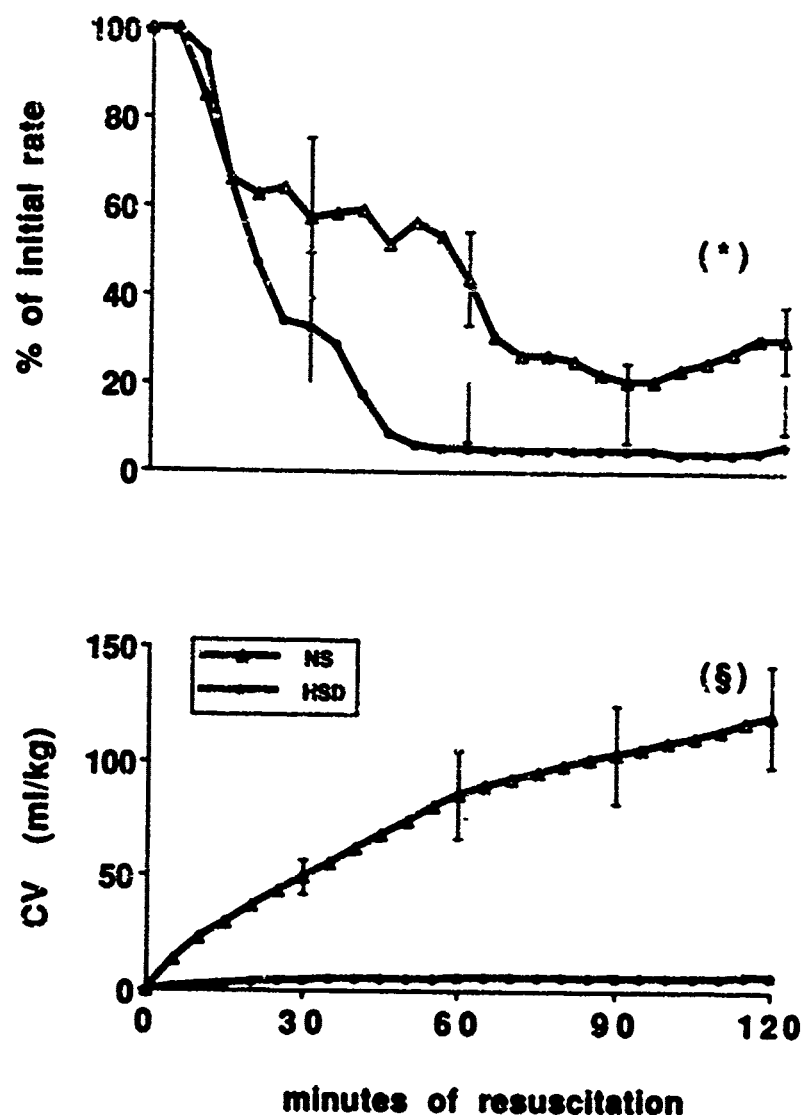 % of initial rate
100
80
60
40
20
0
(*)
CV (ml/kg)
150
100
50
0
NS
HSD
(§)
0 30 60 90 120
minutes of resuscitation